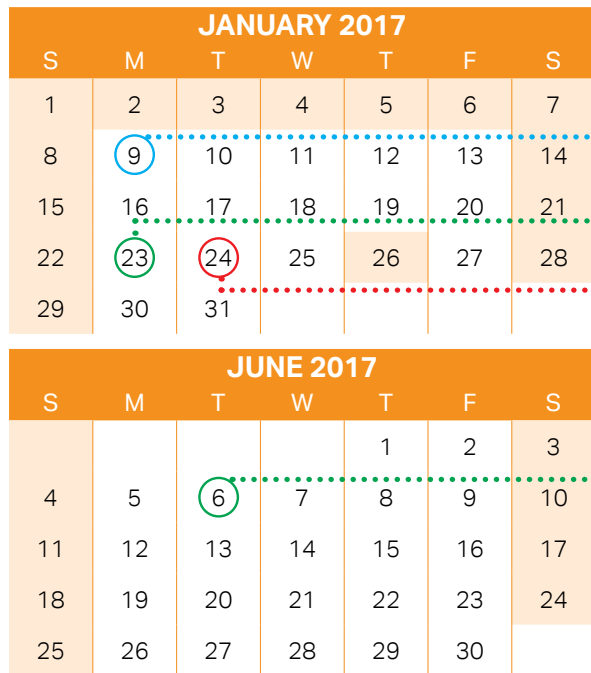 JANUARY 2017
S M T W T F S
1 2 3 4 5 6 7
8 9 10 11 12 13 14
15 16 17 18 19 20 21
22 23 24 25 26 27 28
29 30 31
JUNE 2017
S M T W T F S
1 2 3
4 5 6 7 8 9 10
11 12 13 14 15 16 17
18 19 20 21 22 23 24
25 26 27 28 29 30